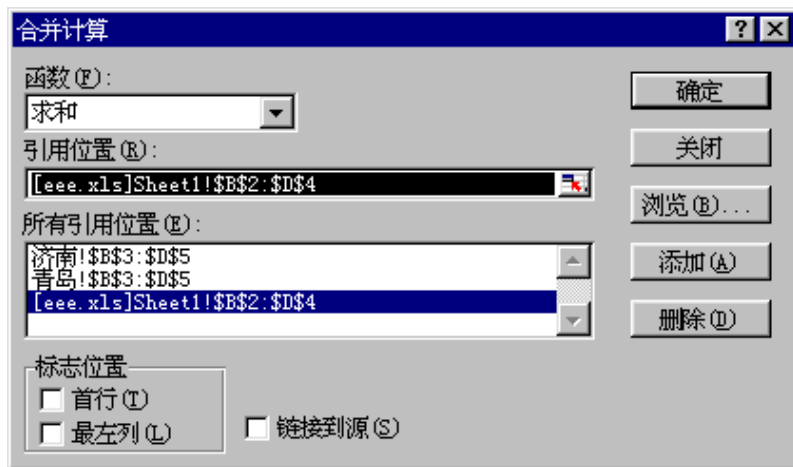 合并计算
函数(F):
求和
确定
引用位置(R):
关闭
[eee.xls]Sheet1!$B$2:$D$4
浏览(B)...
所有引用位置(E):
济南!$B$3:$D$5
青岛!$B$3:$D$5
[eee.xls]Sheet1!$B$2:$D$4
添加(A)
删除(D)
标志位置
首行(T)
最左列(L)
链接到源(S)